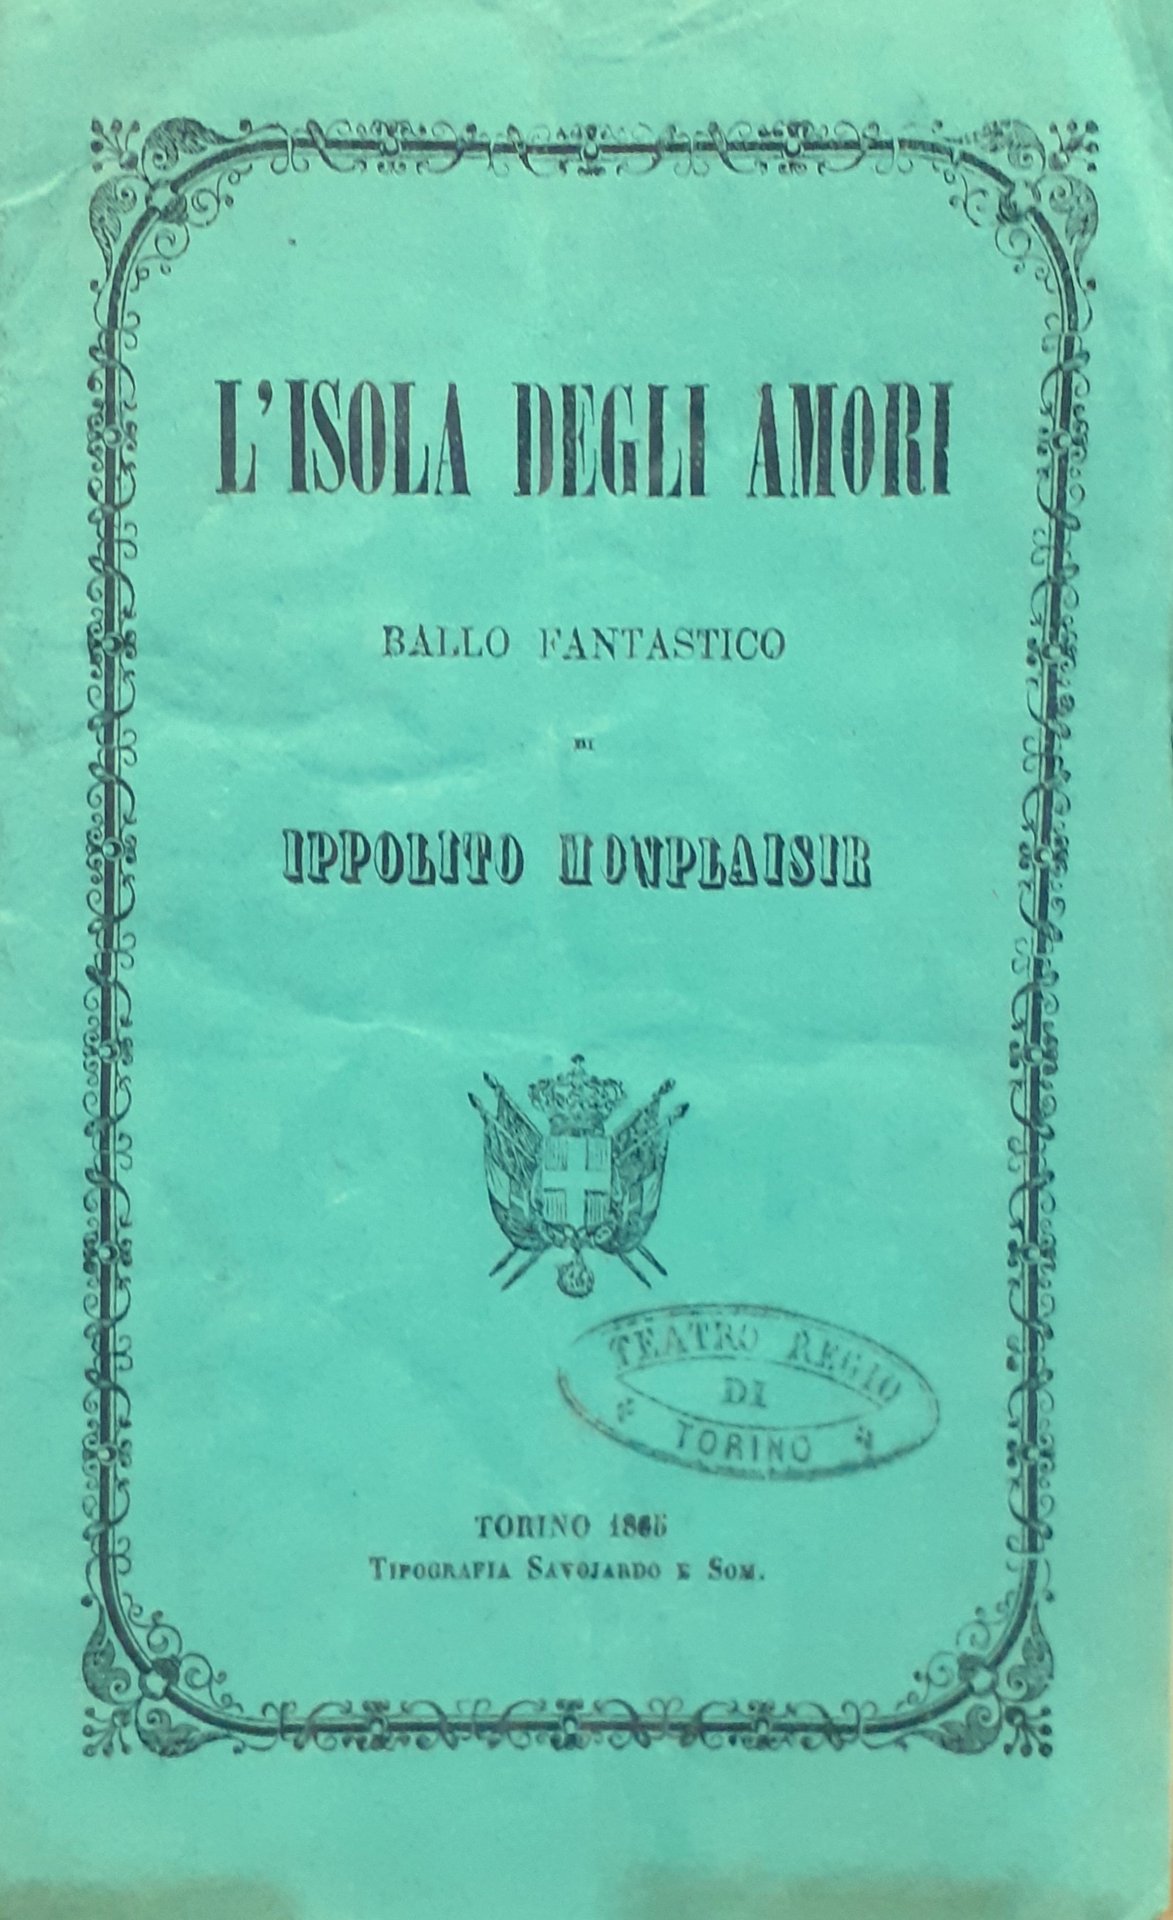 L'ISOLA DEGLI AMORI
BALLO FANTASTICO
DI
IPPOLITO MONPLAISIR
TEATRO REGIO
DI
TORINO
TORINO 1865
TIPOGRAFIA SAVOJARDO E SOM.